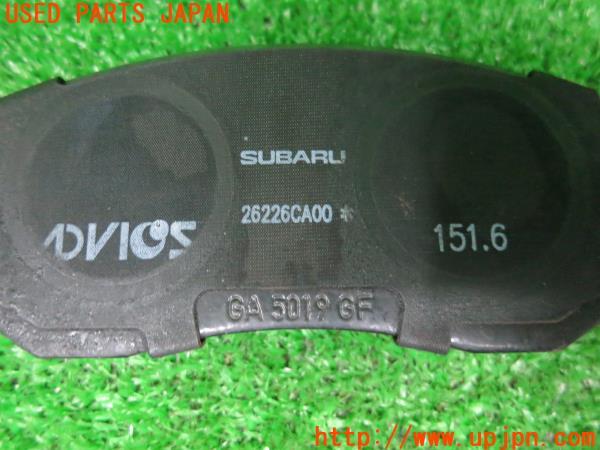 USED PARTS JAPAN
SUBARU
26226CA00 *
ADVICS
151.6
GA 5019 GF
http://www.upjpn.com/